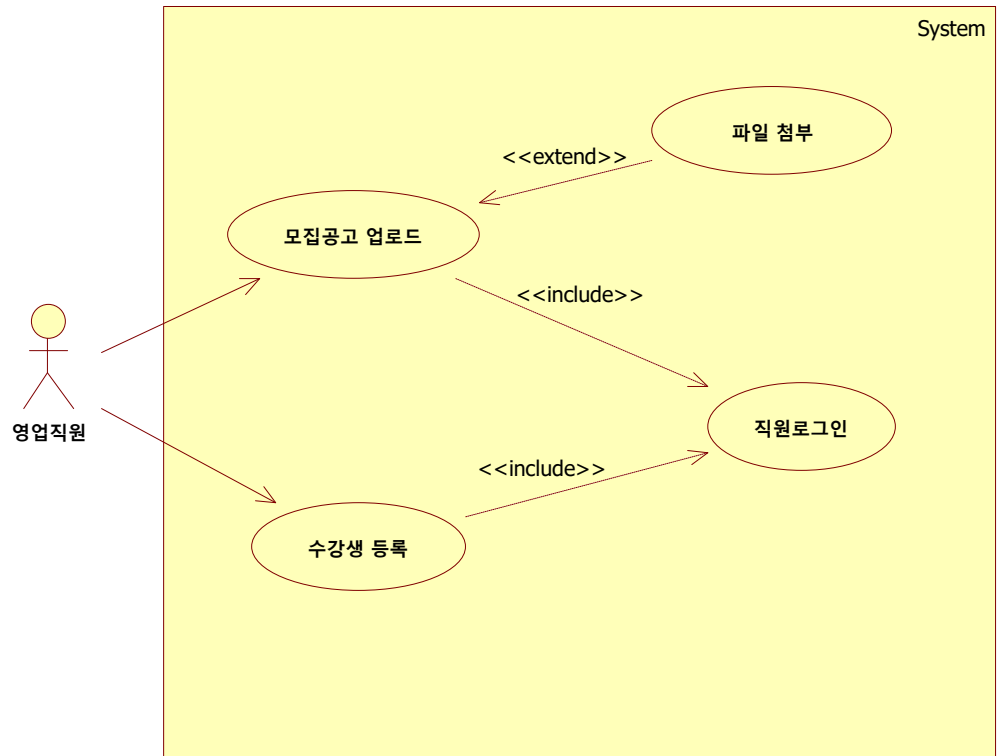 System
파일 첨부
<<extend>>
모집공고 업로드
<<include>>
영업직원
직원로그인
<<include>>
수강생 등록